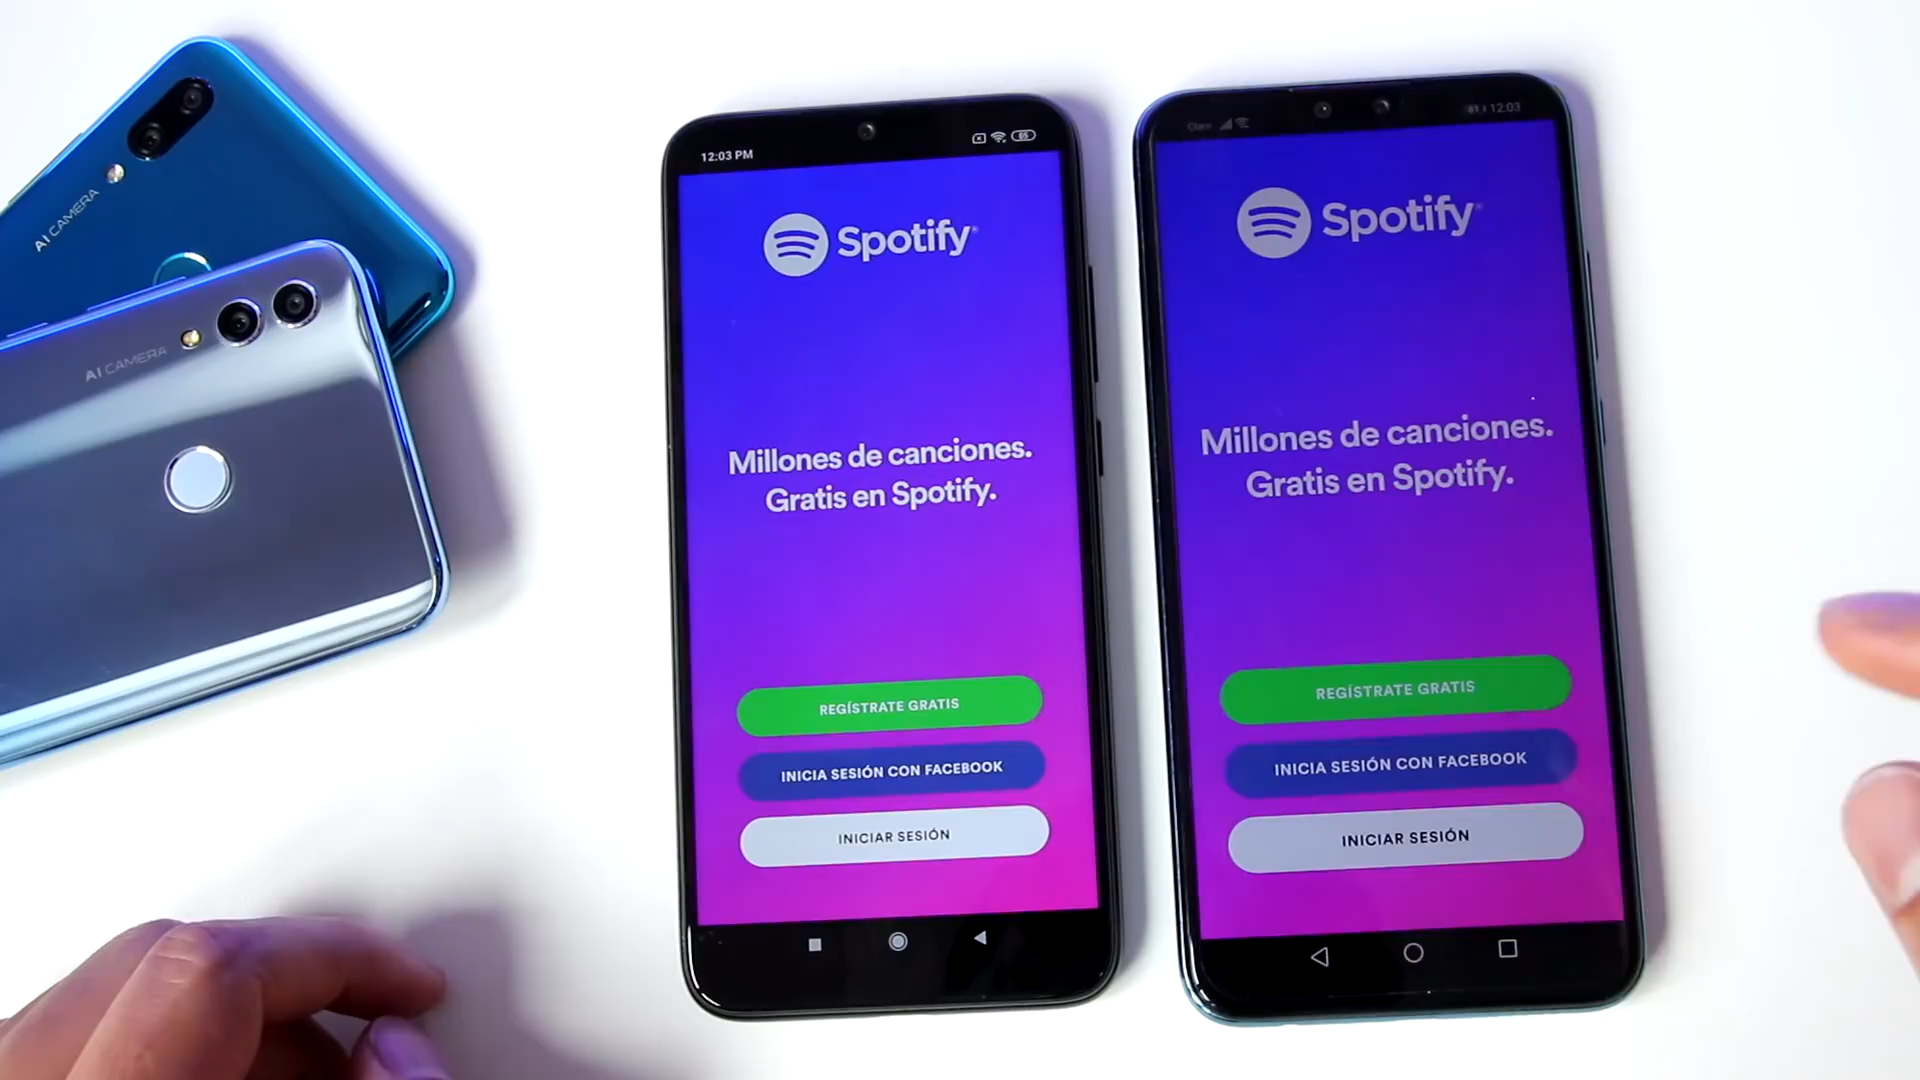 AI CAMERA
AI CAMERA
12:03 PM
85
Spotify
Millones de canciones.
Gratis en Spotify.
REGÍSTRATE GRATIS
INICIA SESIÓN CON FACEBOOK
INICIAR SESIÓN
Claro
12:03
Spotify
Millones de canciones.
Gratis en Spotify.
REGÍSTRATE GRATIS
INICIA SESIÓN CON FACEBOOK
INICIAR SESIÓN